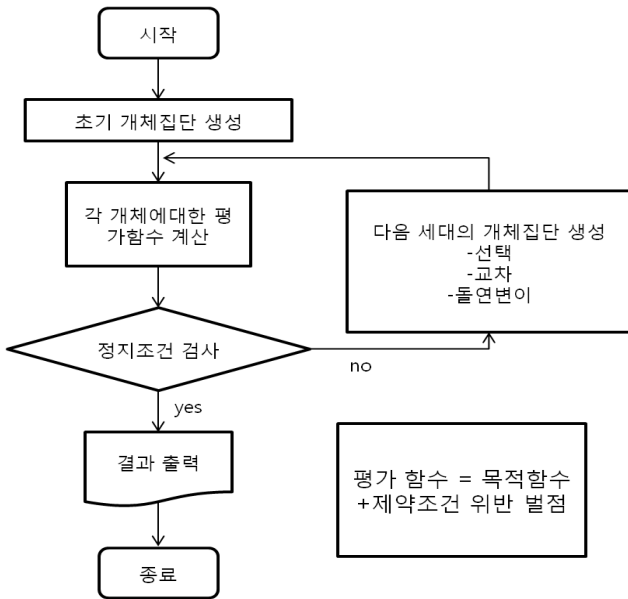 시작
초기 개체집단 생성
각 개체에대한 평
가함수 계산
다음 세대의 개체집단 생성
-선택
-교차
-돌연변이
정지조건 검사
no
yes
결과 출력
평가 함수 = 목적함수
+제약조건 위반 벌점
종료